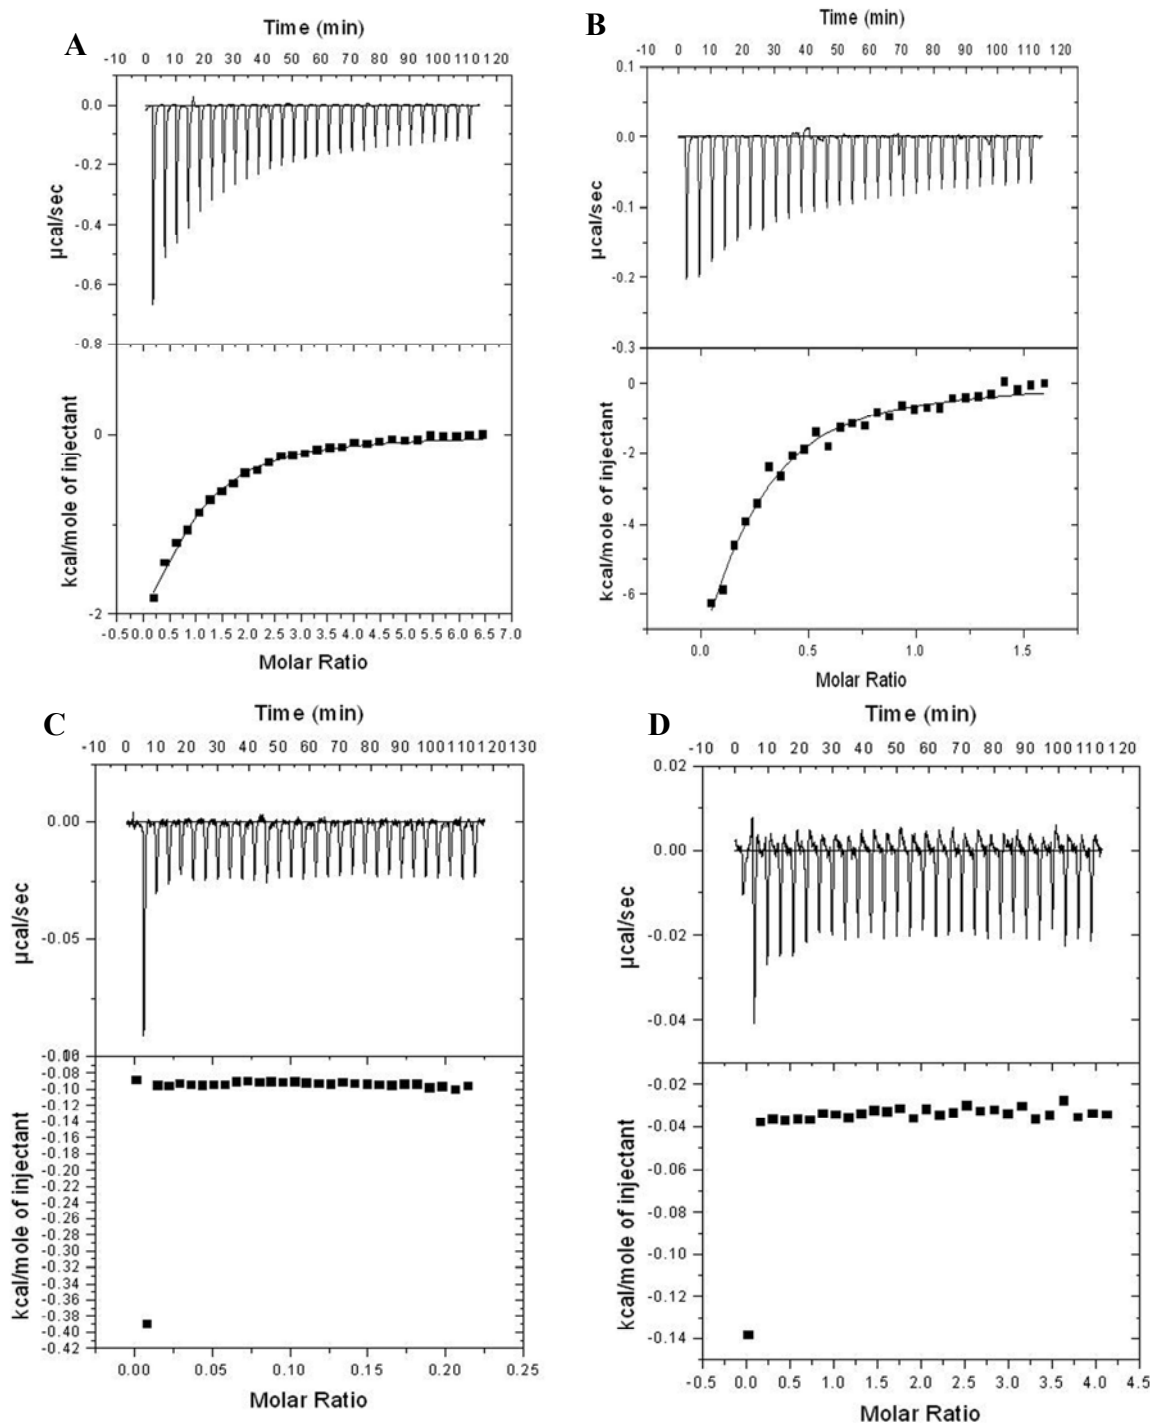 A
Time (min)
-10 0 10 20 30 40 50 60 70 80 90 100 110 120
0.0
-0.2
-0.4
-0.6
-0.8
µcal/sec
0
-2
kcal/mole of injectant
-0.5 0.0 0.5 1.0 1.5 2.0 2.5 3.0 3.5 4.0 4.5 5.0 5.5 6.0 6.5 7.0
Molar Ratio
B
Time (min)
-10 0 10 20 30 40 50 60 70 80 90 100 110 120
0.1
0.0
-0.1
-0.2
-0.3
µcal/sec
0
-2
-4
-6
kcal/mole of injectant
0.0 0.5 1.0 1.5
Molar Ratio
C
Time (min)
-10 0 10 20 30 40 50 60 70 80 90 100 110 120 130
0.00
-0.05
µcal/sec
-0.08
-0.10
-0.12
-0.14
-0.16
-0.18
-0.20
-0.22
-0.24
-0.26
-0.28
-0.30
-0.32
-0.34
-0.36
-0.38
-0.40
-0.42
kcal/mole of injectant
0.00 0.05 0.10 0.15 0.20 0.25
Molar Ratio
D
Time (min)
-10 0 10 20 30 40 50 60 70 80 90 100 110 120
0.02
0.00
-0.02
-0.04
µcal/sec
-0.02
-0.04
-0.06
-0.08
-0.10
-0.12
-0.14
kcal/mole of injectant
-0.5 0.0 0.5 1.0 1.5 2.0 2.5 3.0 3.5 4.0 4.5
Molar Ratio